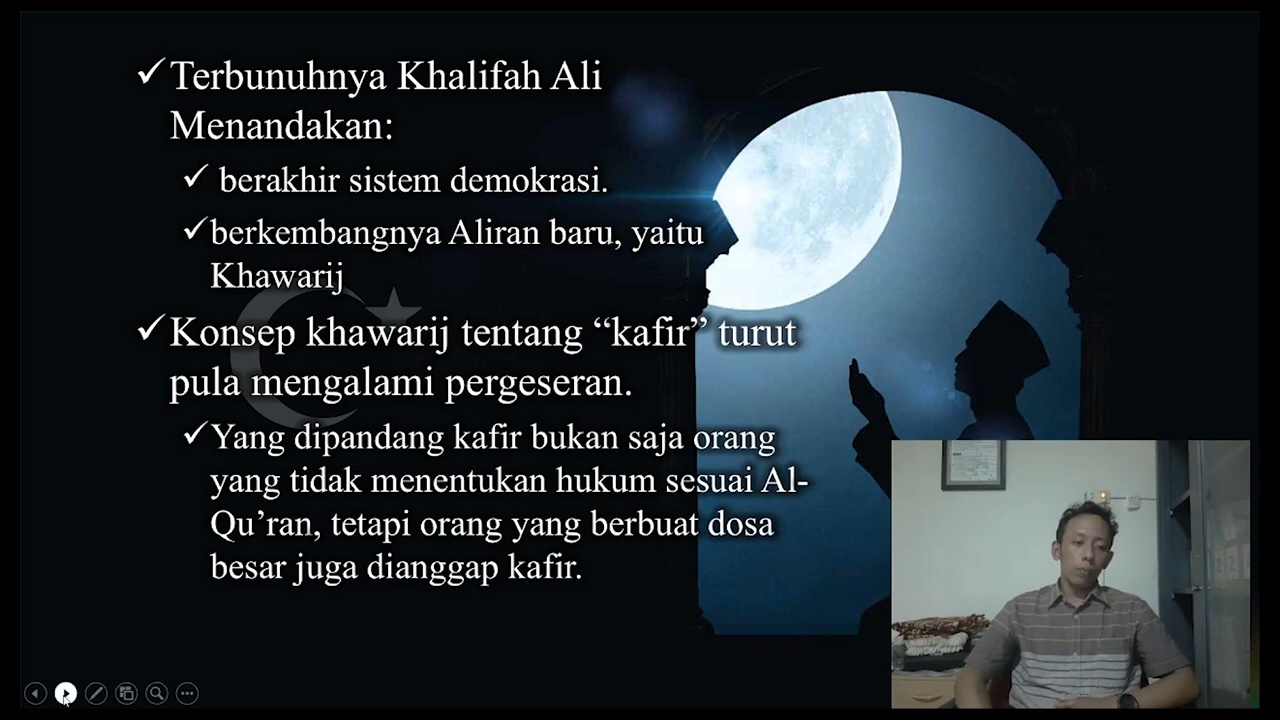 ✓Terbunuhnya Khalifah Ali
Menandakan:
✓ berakhir sistem demokrasi.
✓berkembangnya Aliran baru, yaitu
Khawarij
✓Konsep khawarij tentang “kafir” turut
pula mengalami pergeseran.
✓Yang dipandang kafir bukan saja orang
yang tidak menentukan hukum sesuai Al-
Qu’ran, tetapi orang yang berbuat dosa
besar juga dianggap kafir.